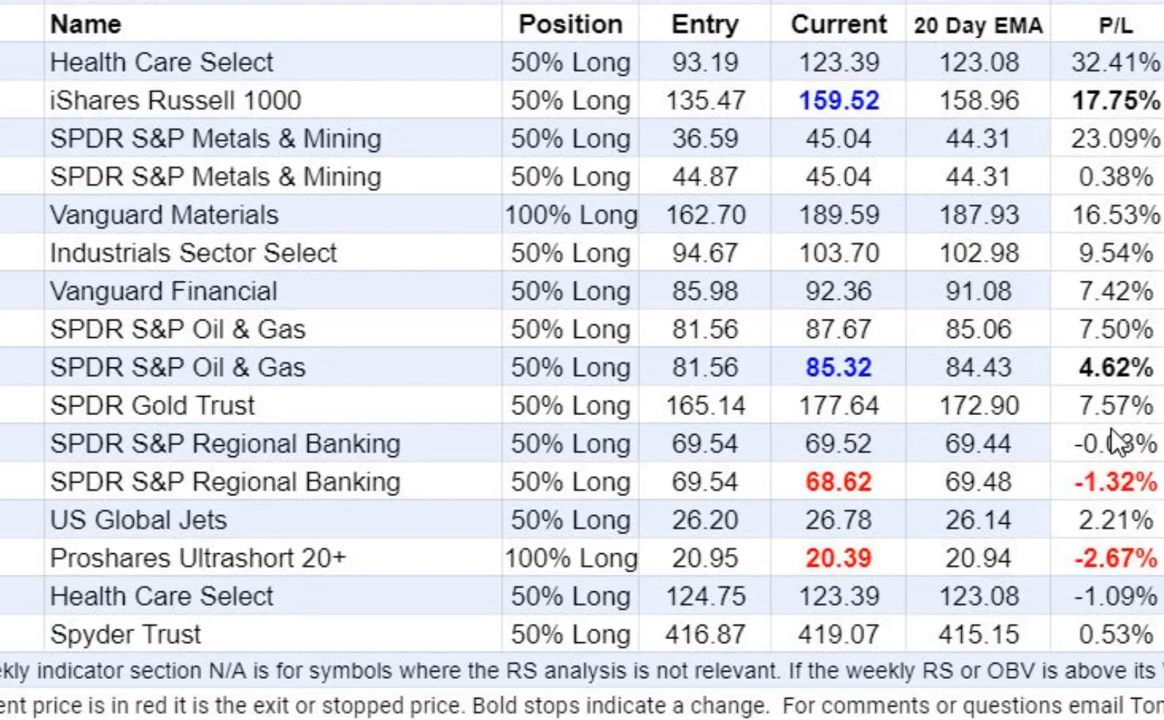 Name Position Entry Current 20 Day EMA P/L
Health Care Select 50% Long 93.19 123.39 123.08 32.41%
iShares Russell 1000 50% Long 135.47 159.52 158.96 17.75%
SPDR S&P Metals & Mining 50% Long 36.59 45.04 44.31 23.09%
SPDR S&P Metals & Mining 50% Long 44.87 45.04 44.31 0.38%
Vanguard Materials 100% Long 162.70 189.59 187.93 16.53%
Industrials Sector Select 50% Long 94.67 103.70 102.98 9.54%
Vanguard Financial 50% Long 85.98 92.36 91.08 7.42%
SPDR S&P Oil & Gas 50% Long 81.56 87.67 85.06 7.50%
SPDR S&P Oil & Gas 50% Long 81.56 85.32 84.43 4.62%
SPDR Gold Trust 50% Long 165.14 177.64 172.90 7.57%
SPDR S&P Regional Banking 50% Long 69.54 69.52 69.44
SPDR S&P Regional Banking 50% Long 69.54 68.62 69.48 -1.32%
US Global Jets 50% Long 26.20 26.78 26.14 2.21%
Proshares Ultrashort 20+ 100% Long 20.95 20.39 20.94 -2.67%
Health Care Select 50% Long 124.75 123.39 123.08 -1.09%
Spyder Trust 50% Long 416.87 419.07 415.15 0.53%
indicator section N/A is for symbols where the RS analysis is not relevant. If the weekly RS or OBV is above its
price is in red it is the exit or stopped price. Bold stops indicate a change. For comments or questions email